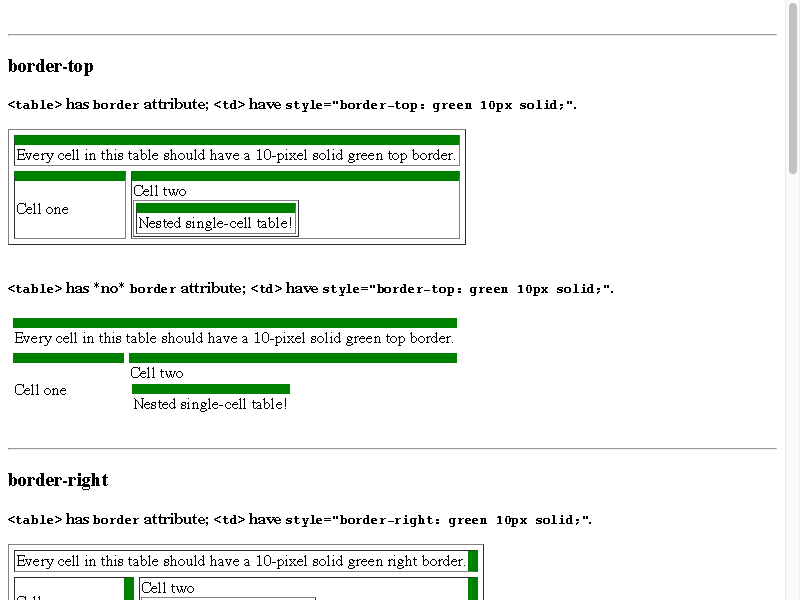 border-top
<table> has border attribute; <td> have style="border-top: green 10px solid;".
Every cell in this table should have a 10-pixel solid green top border.
Cell one
Cell two
Nested single-cell table!
<table> has *no* border attribute; <td> have style="border-top: green 10px solid;".
Every cell in this table should have a 10-pixel solid green top border.
Cell one
Cell two
Nested single-cell table!
border-right
<table> has border attribute; <td> have style="border-right: green 10px solid;".
Every cell in this table should have a 10-pixel solid green right border.
Cell two